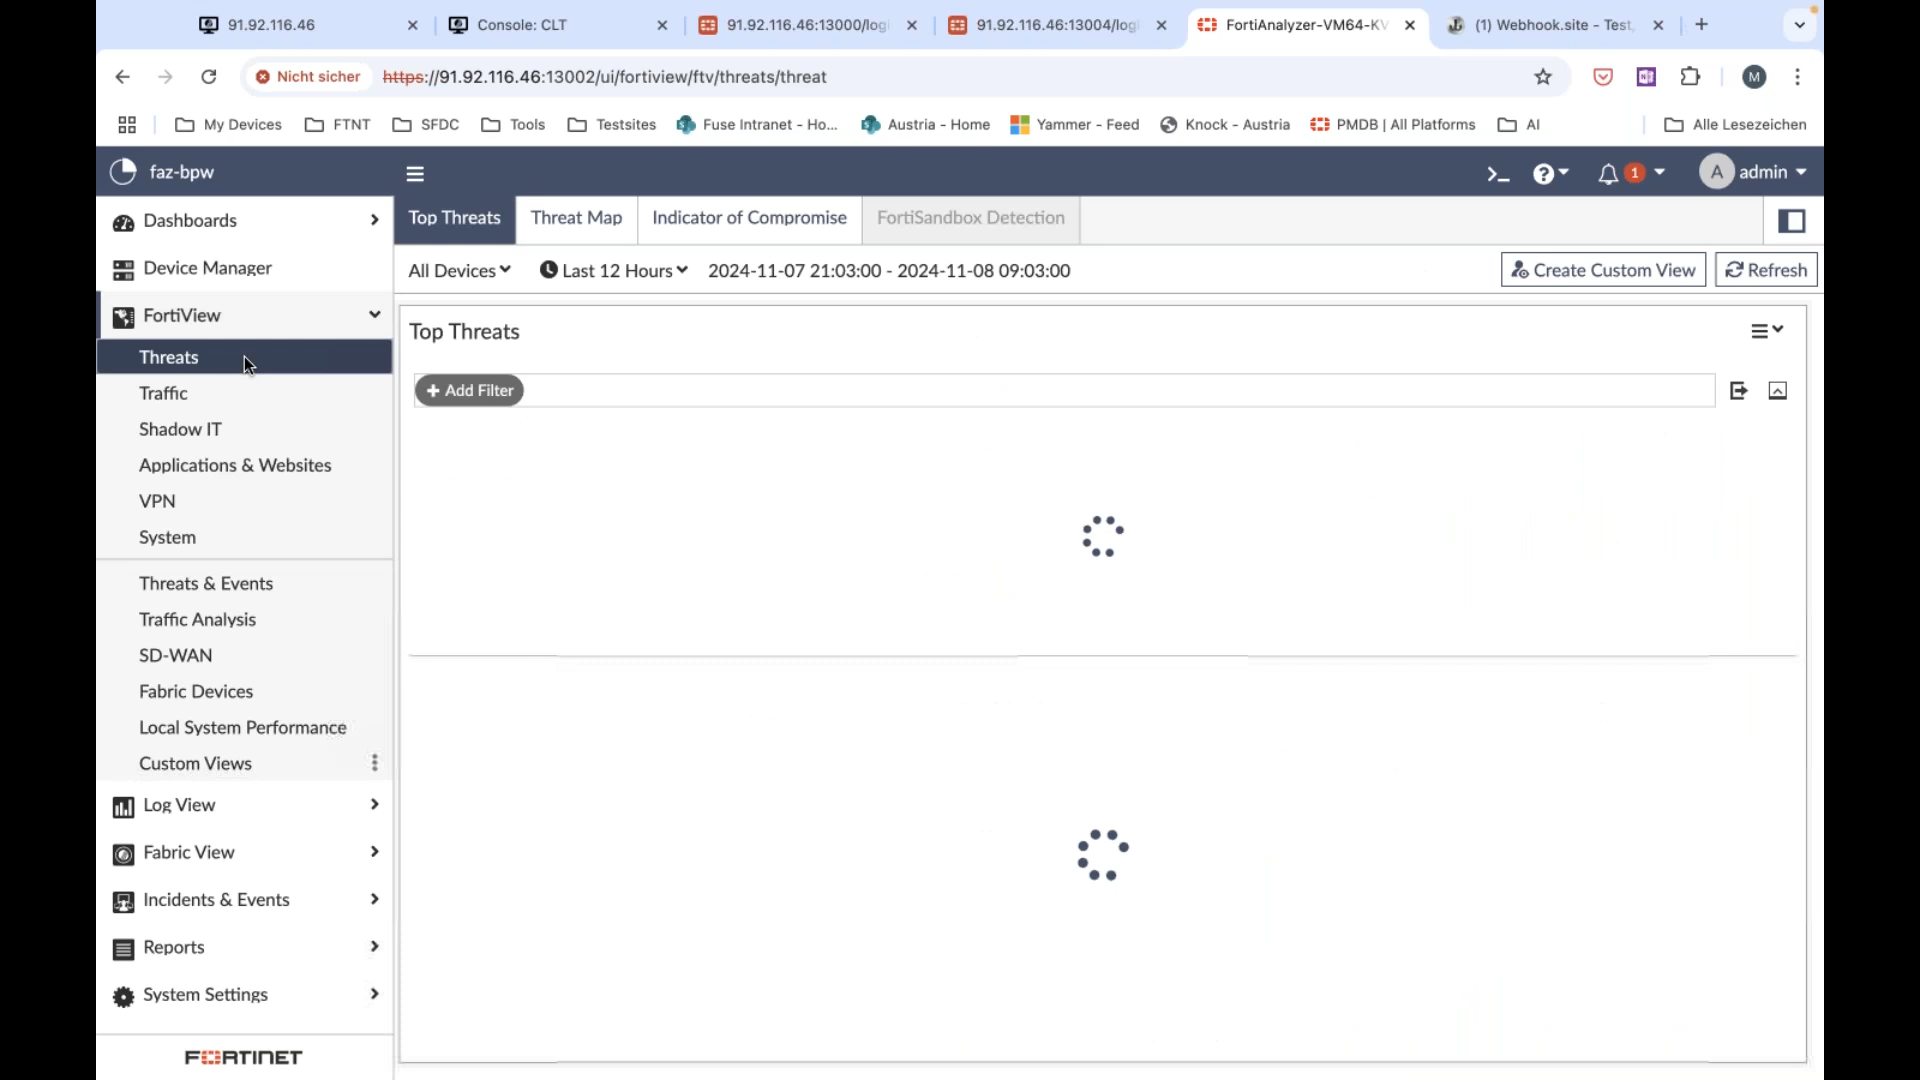 91.92.116.46
Console: CLT
91.92.116.46:13000/logi
91.92.116.46:13004/logi
FortiAnalyzer-VM64-KV
(1) Webhook.site - Test,
Nicht sicher
https://91.92.116.46:13002/ui/fortiview/ftv/threats/threat
M
My Devices
FTNT
SFDC
Tools
Testsites
Fuse Intranet - Ho...
Austria - Home
Yammer - Feed
Knock - Austria
PMDB | All Platforms
AI
Alle Lesezeichen
faz-bpw
1
A
admin
Dashboards
Device Manager
FortiView
Threats
Traffic
Shadow IT
Applications & Websites
VPN
System
Threats & Events
Traffic Analysis
SD-WAN
Fabric Devices
Local System Performance
Custom Views
Log View
Fabric View
Incidents & Events
Reports
System Settings
FORTINET
Top Threats
Threat Map
Indicator of Compromise
FortiSandbox Detection
All Devices
Last 12 Hours
2024-11-07 21:03:00 - 2024-11-08 09:03:00
Create Custom View
Refresh
Top Threats
+ Add Filter